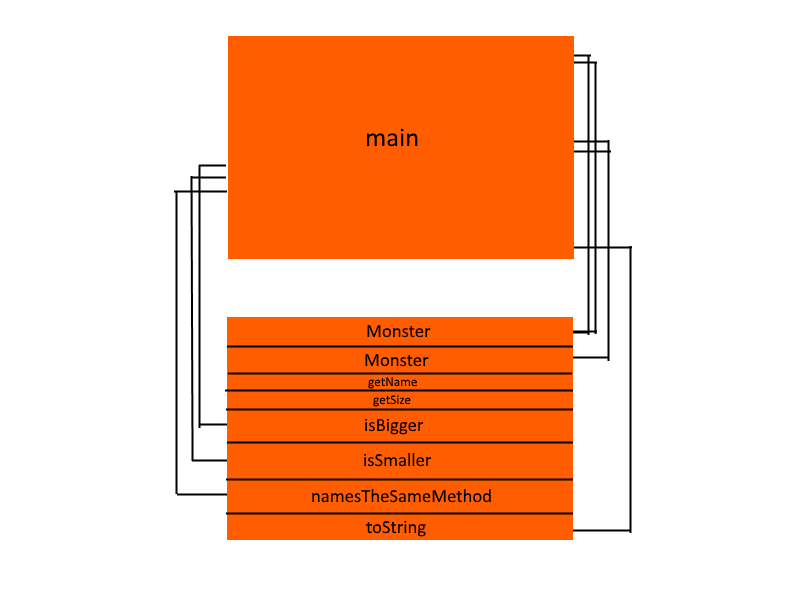 main
Monster
Monster
getName
getSize
isBigger
isSmaller
namesTheSameMethod
toString